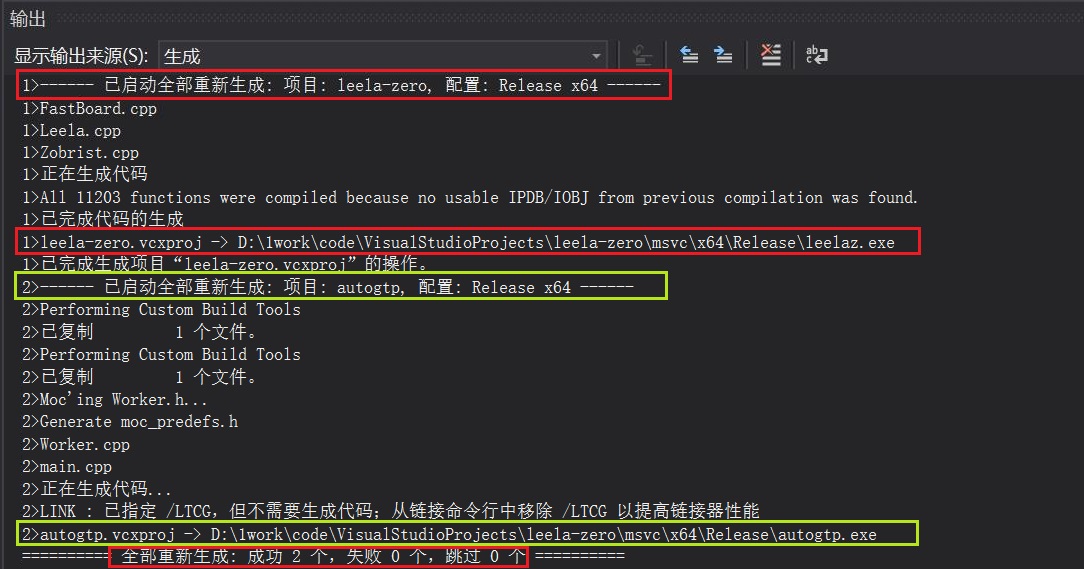 输出
显示输出来源(S): 生成
1>------ 已启动全部重新生成: 项目: leela-zero, 配置: Release x64 ------
1>FastBoard.cpp
1>Leela.cpp
1>Zobrist.cpp
1>正在生成代码
1>All 11203 functions were compiled because no usable IPDB/IOBJ from previous compilation was found.
1>已完成代码的生成
1>leela-zero.vcxproj -> D:\1work\code\VisualStudioProjects\leela-zero\msvc\x64\Release\leelaz.exe
1>已完成生成项目“leela-zero.vcxproj”的操作。
2>------ 已启动全部重新生成: 项目: autogtp, 配置: Release x64 ------
2>Performing Custom Build Tools
2>已复制         1 个文件。
2>Performing Custom Build Tools
2>已复制         1 个文件。
2>Moc'ing Worker.h...
2>Generate moc_predefs.h
2>Worker.cpp
2>main.cpp
2>正在生成代码...
2>LINK : 已指定 /LTCG，但不需要生成代码；从链接命令行中移除 /LTCG 以提高链接器性能
2>autogtp.vcxproj -> D:\1work\code\VisualStudioProjects\leela-zero\msvc\x64\Release\autogtp.exe
========== 全部重新生成: 成功 2 个，失败 0 个，跳过 0 个 ==========